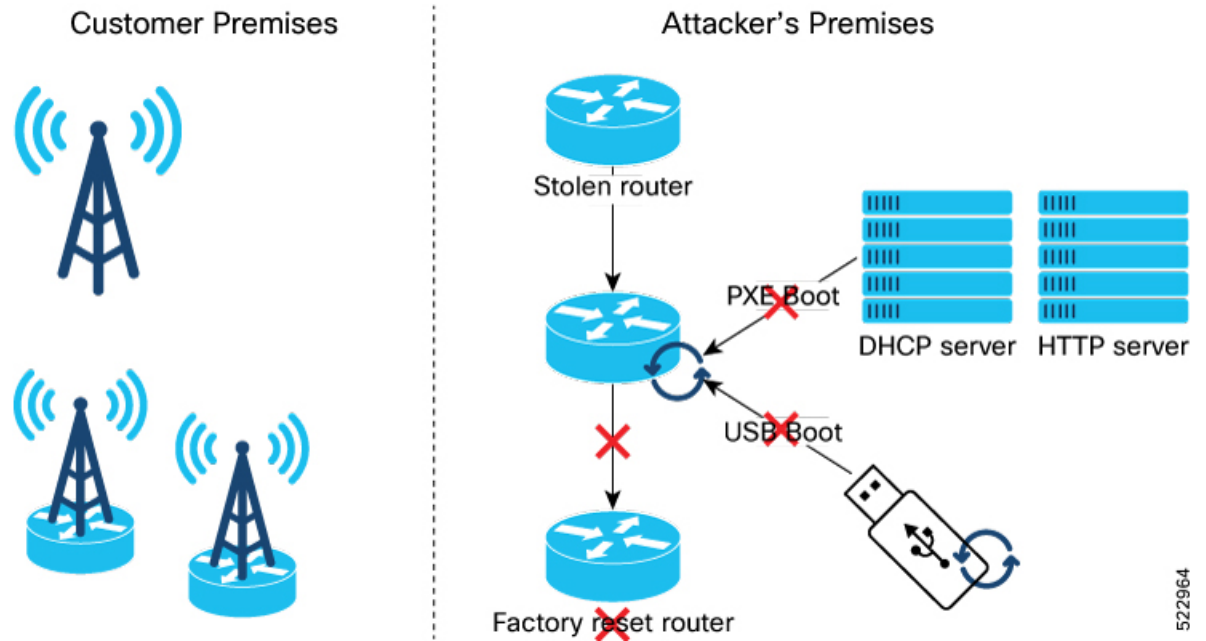 Customer Premises
Attacker's Premises
Stolen router
PXE Boot
DHCP server
HTTP server
USB Boot
Factory reset router
522964